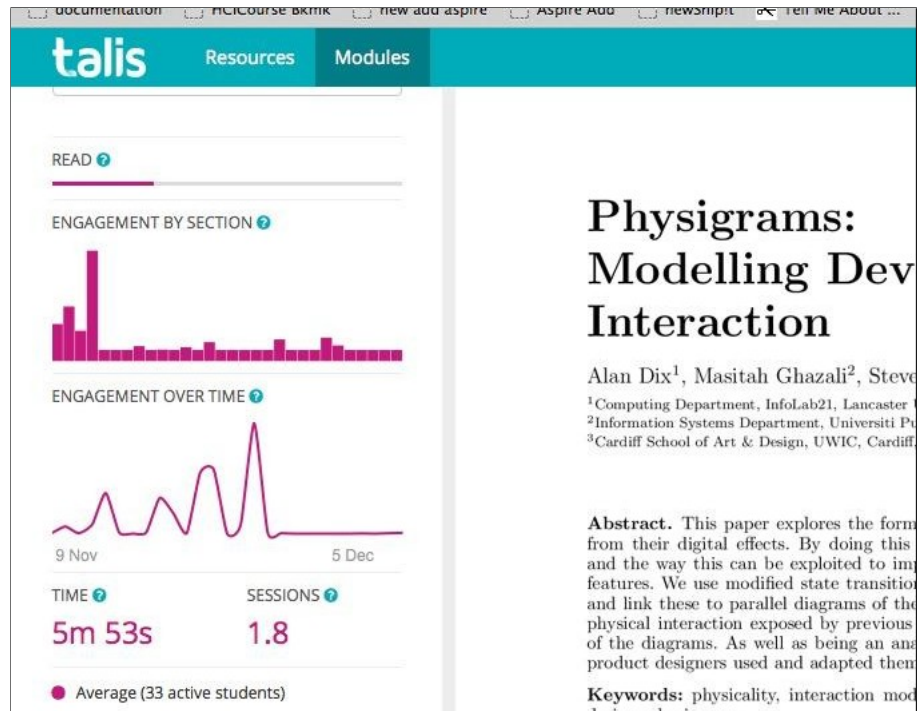 documentation HCICourse Bkmk new add aspire Aspire Add newSnip!t Tell Me About ...
talis Resources Modules
READ ?
ENGAGEMENT BY SECTION ?
ENGAGEMENT OVER TIME ?
9 Nov 5 Dec
TIME ? SESSIONS ?
5m 53s 1.8
Average (33 active students)
Physigrams:
Modelling Dev
Interaction
Alan Dix1, Masitah Ghazali2, Steve
1Computing Department, InfoLab21, Lancaster
2Information Systems Department, Universiti Pu
3Cardiff School of Art & Design, UWIC, Cardiff,
Abstract. This paper explores the form
from their digital effects. By doing this
and the way this can be exploited to imp
features. We use modified state transition
and link these to parallel diagrams of the
physical interaction exposed by previous
of the diagrams. As well as being an ana
product designers used and adapted them
Keywords: physicality, interaction mod